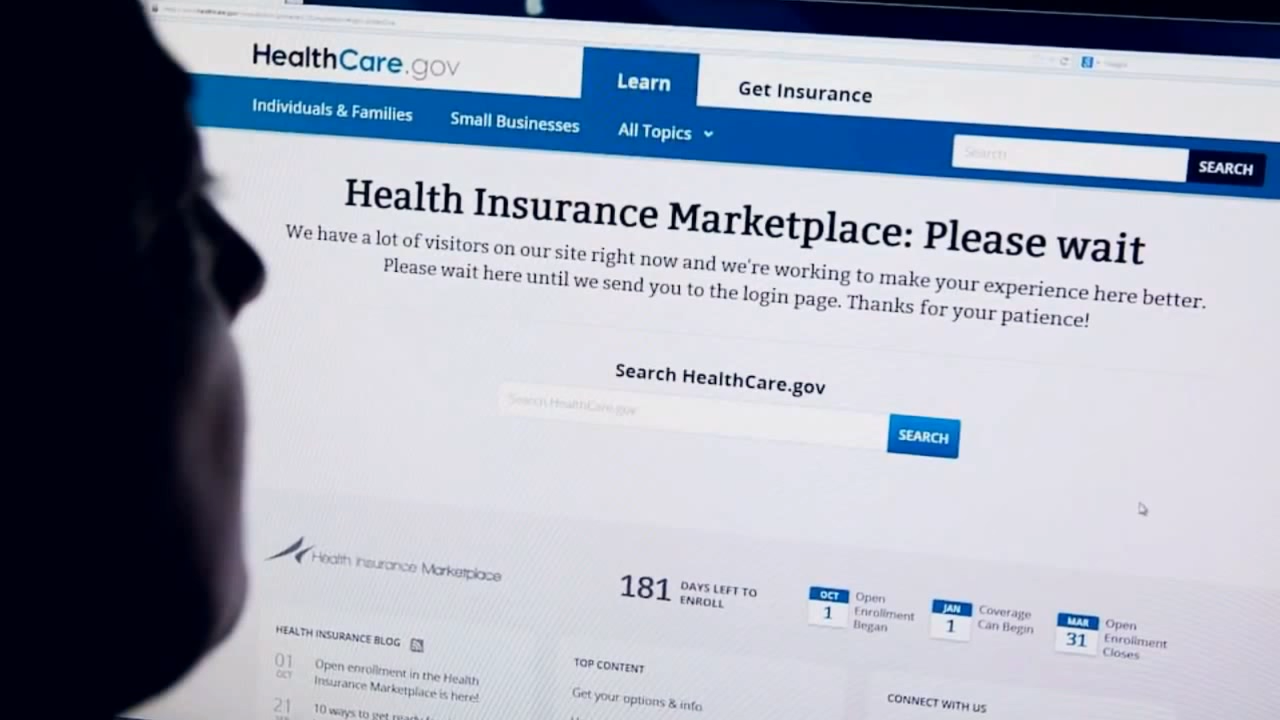 HealthCare.gov
Learn
Get Insurance
Individuals & Families
Small Businesses
All Topics
Search
SEARCH
Health Insurance Marketplace: Please wait
We have a lot of visitors on our site right now and we're working to make your experience here better.
Please wait here until we send you to the login page. Thanks for your patience!
Search HealthCare.gov
Search HealthCare.gov
SEARCH
Health Insurance Marketplace
181 DAYS LEFT TO
ENROLL
OCT
1
Open
Enrollment
Began
JAN
1
Coverage
Can Begin
MAR
31
Open
Enrollment
Closes
HEALTH INSURANCE BLOG
01
OCT
Open enrollment in the Health
Insurance Marketplace is here!
21
10 ways to get
TOP CONTENT
Get your options & info
CONNECT WITH US